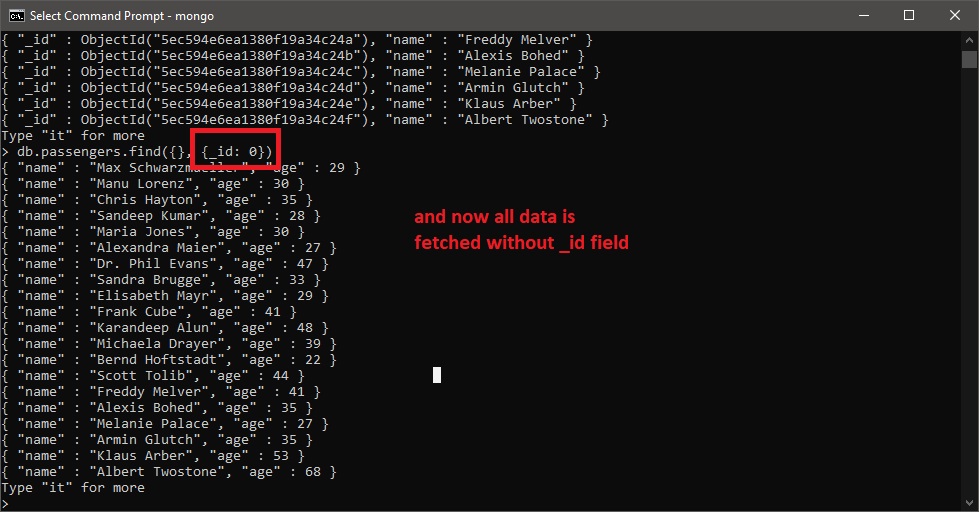 Select Command Prompt - mongo
{ "_id" : ObjectId("5ec594e6ea1380f19a34c24a"), "name" : "Freddy Melver" }
{ "_id" : ObjectId("5ec594e6ea1380f19a34c24b"), "name" : "Alexis Bohed" }
{ "_id" : ObjectId("5ec594e6ea1380f19a34c24c"), "name" : "Melanie Palace" }
{ "_id" : ObjectId("5ec594e6ea1380f19a34c24d"), "name" : "Armin Glutch" }
{ "_id" : ObjectId("5ec594e6ea1380f19a34c24e"), "name" : "Klaus Arber" }
{ "_id" : ObjectId("5ec594e6ea1380f19a34c24f"), "name" : "Albert Twostone" }
Type "it" for more
> db.passengers.find({}, {_id: 0})
{ "name" : "Max Schwarzmueller", "age" : 29 }
{ "name" : "Manu Lorenz", "age" : 30 }
{ "name" : "Chris Hayton", "age" : 35 }
{ "name" : "Sandeep Kumar", "age" : 28 }
{ "name" : "Maria Jones", "age" : 30 }
{ "name" : "Alexandra Maier", "age" : 27 }
{ "name" : "Dr. Phil Evans", "age" : 47 }
{ "name" : "Sandra Brugge", "age" : 33 }
{ "name" : "Elisabeth Mayr", "age" : 29 }
{ "name" : "Frank Cube", "age" : 41 }
{ "name" : "Karandeep Alun", "age" : 48 }
{ "name" : "Michaela Drayer", "age" : 39 }
{ "name" : "Bernd Hoftstadt", "age" : 22 }
{ "name" : "Scott Tolib", "age" : 44 }
{ "name" : "Freddy Melver", "age" : 41 }
{ "name" : "Alexis Bohed", "age" : 35 }
{ "name" : "Melanie Palace", "age" : 27 }
{ "name" : "Armin Glutch", "age" : 35 }
{ "name" : "Klaus Arber", "age" : 53 }
{ "name" : "Albert Twostone", "age" : 68 }
Type "it" for more
>
and now all data is
fetched without _id field